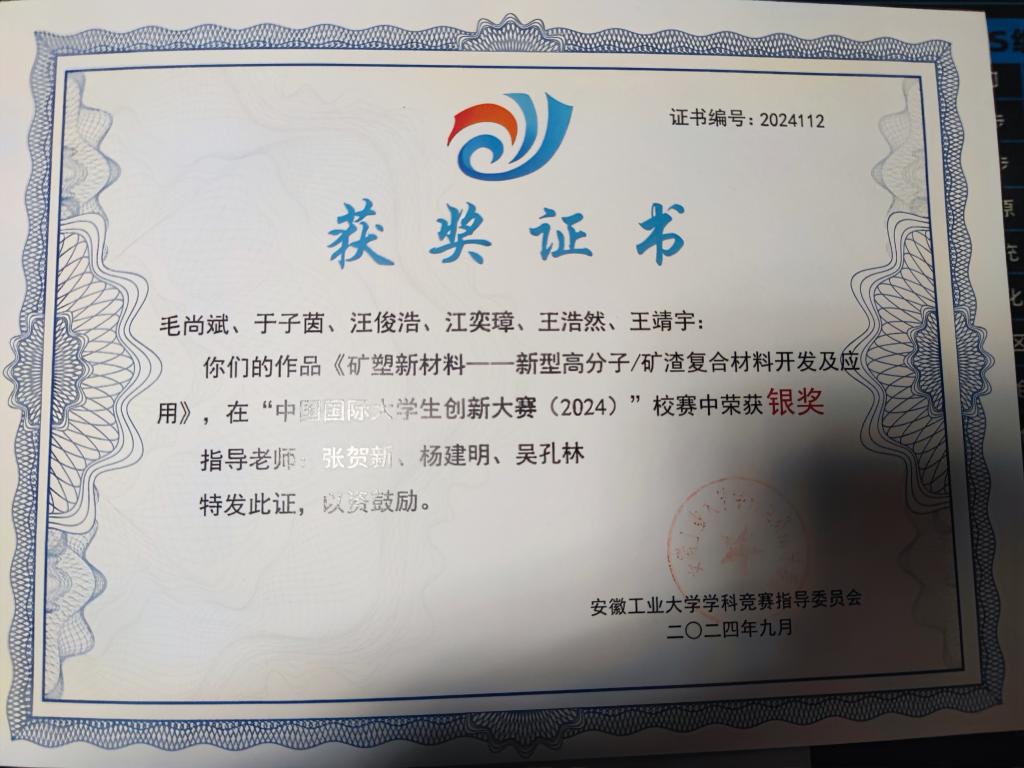 证书编号：2024112
获奖证书
毛尚斌、于子茵、汪俊浩、江奕璋、王浩然、王靖宇：
你们的作品《矿塑新材料——新型高分子/矿渣复合材料开发及应
用》，在“中国国际大学生创新大赛（2024）”校赛中荣获银奖
指导老师：张贺新、杨建明、吴孔林
特发此证，以资鼓励。
安徽工业大学学科竞赛指导委员会
二〇二四年九月